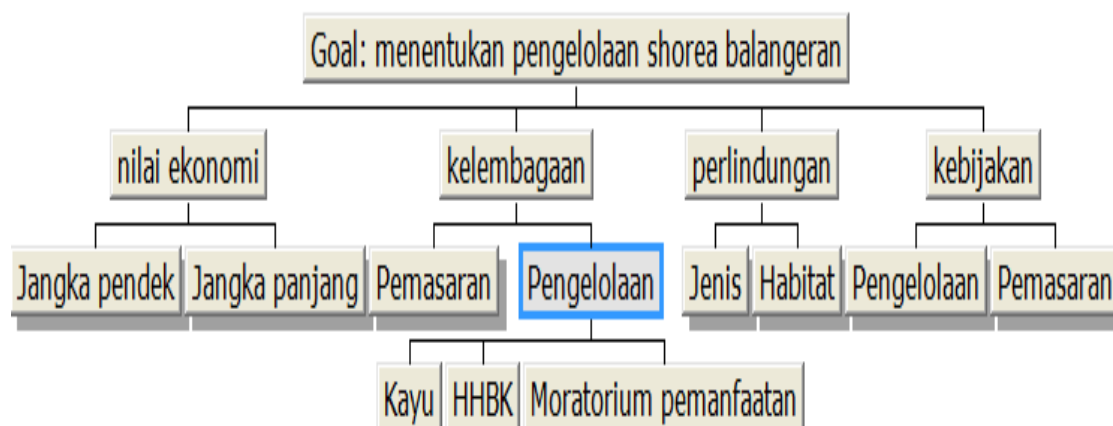 Goal: menentukan pengelolaan shorea balangeran
nilai ekonomi
kelembagaan
perlindungan
kebijakan
Jangka pendek
Jangka panjang
Pemasaran
Pengelolaan
Jenis
Habitat
Pengelolaan
Pemasaran
Kayu
HHBK
Moratorium pemanfaatan